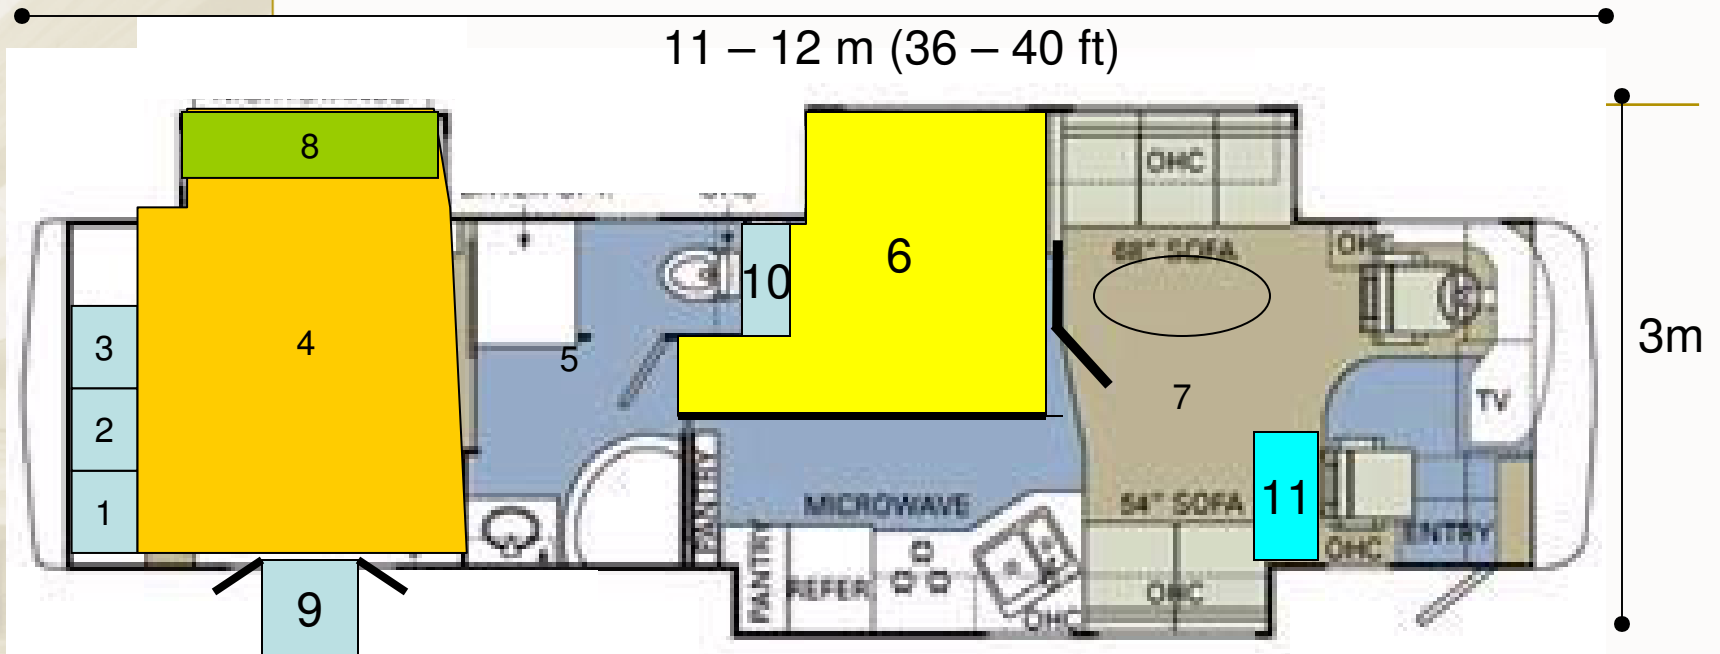 11 – 12 m (36 – 40 ft)
8
OHC
6
68" SOFA
OHC
10
3m
3
4
5
7
TV
2
PANTRY
MICROWAVE
54" SOFA
11
1
ENTRY
PANTRY
REFER
OHC
OHC
OHC
9